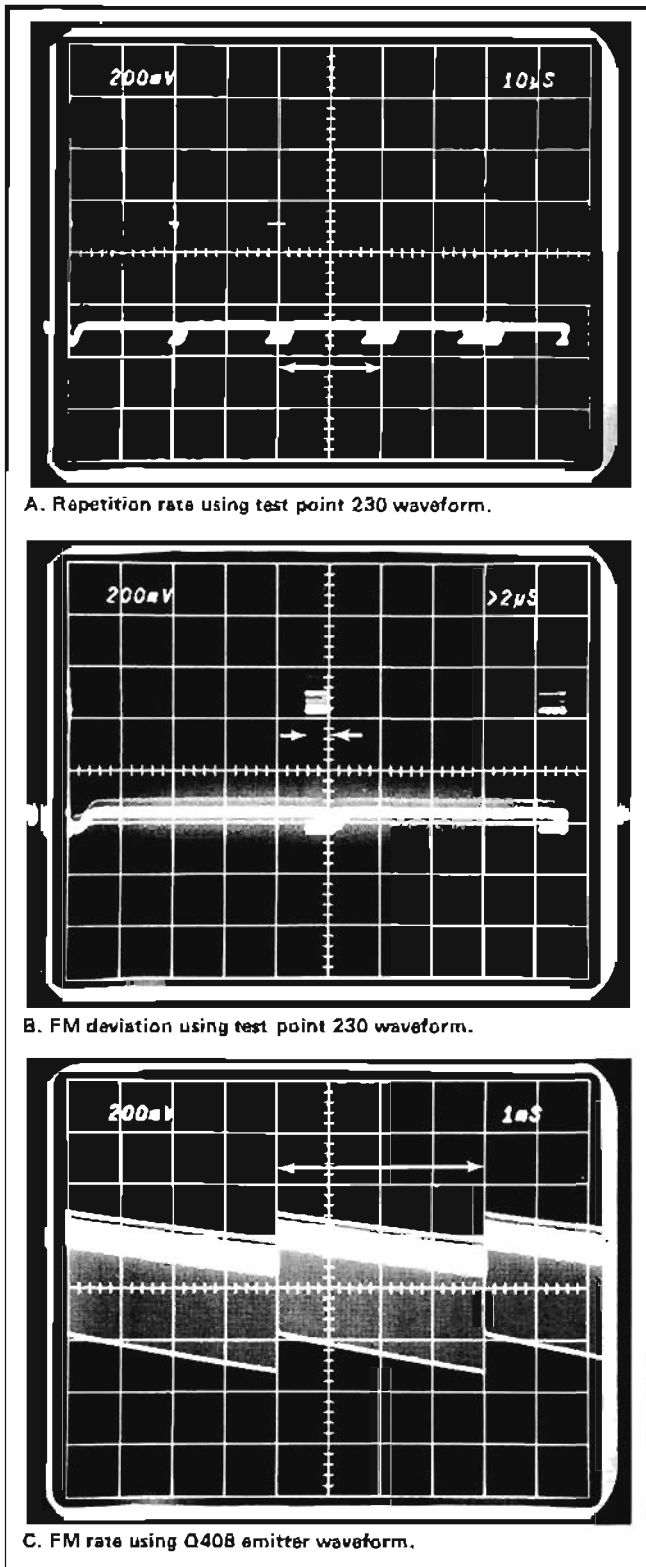 200mV 10µS
A. Repetition rate using test point 230 waveform.
200mV >2µS
B. FM deviation using test point 230 waveform.
200mV 1mS
C. FM rate using Q408 emitter waveform.